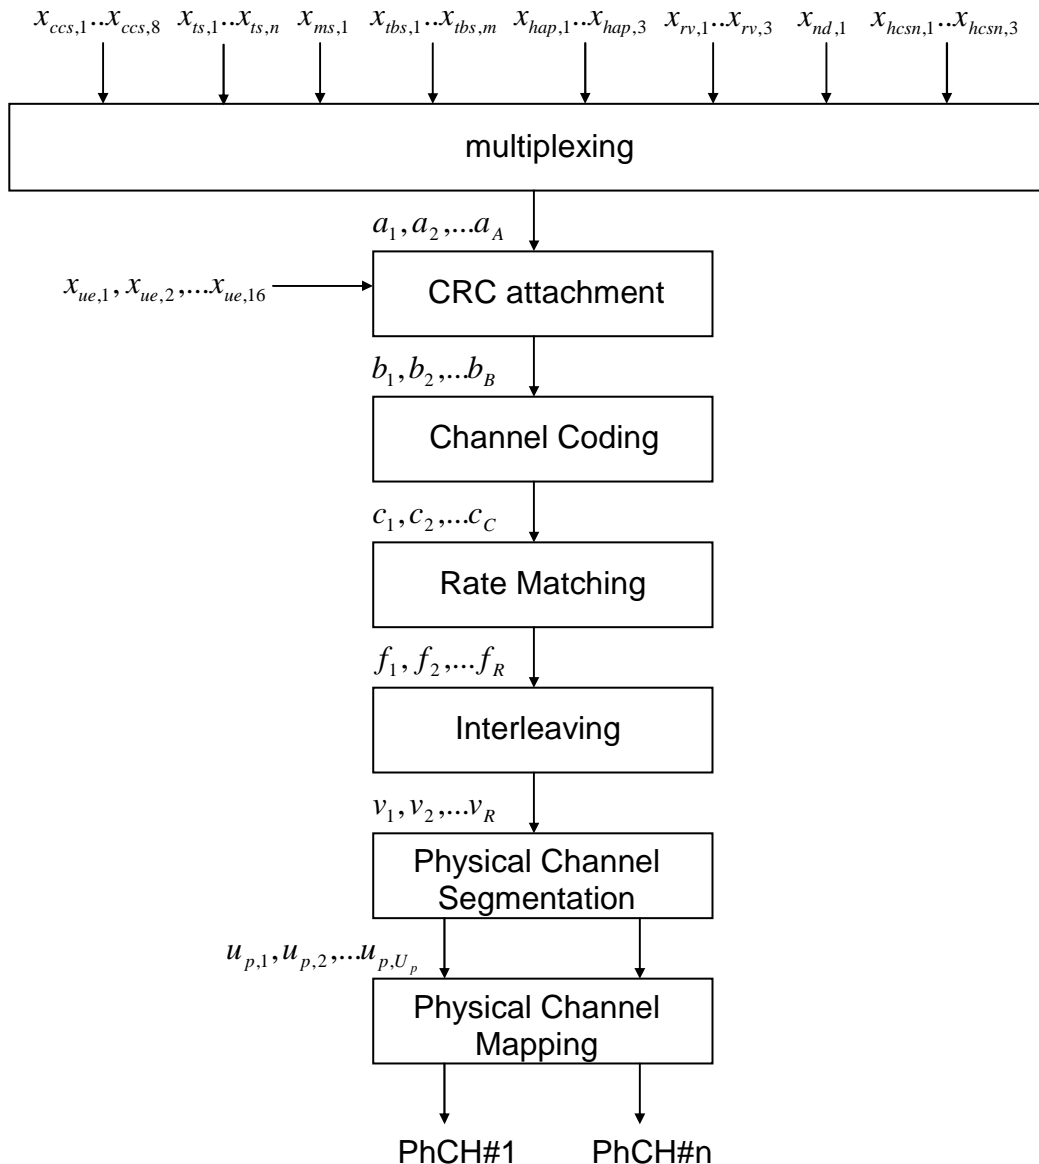 x_{ccs,1}..x_{ccs,8} x_{ts,1}..x_{ts,n} x_{ms,1} x_{tbs,1}..x_{tbs,m} x_{hap,1}..x_{hap,3} x_{rv,1}..x_{rv,3} x_{nd,1} x_{hcsn,1}..x_{hcsn,3}
multiplexing
a_1, a_2,...a_A
x_{ue,1}, x_{ue,2},...x_{ue,16}
CRC attachment
b_1, b_2,...b_B
Channel Coding
c_1, c_2,...c_C
Rate Matching
f_1, f_2,...f_R
Interleaving
v_1, v_2,...v_R
Physical Channel
Segmentation
u_{p,1}, u_{p,2},...u_{p,U_p}
Physical Channel
Mapping
PhCH#1 PhCH#n